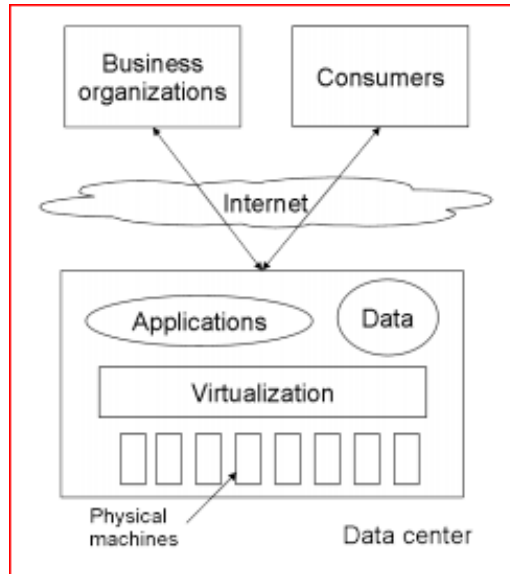 Business
organizations
Consumers
Internet
Applications
Data
Virtualization
Physical
machines
Data center